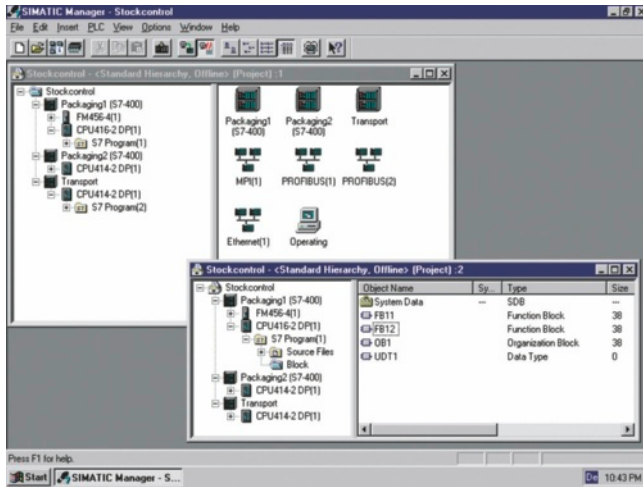 SIMATIC Manager - Stockcontrol
File Edit Insert PLC View Options Window Help
Stockcontrol - <Standard Hierarchy, Offline> (Project) :1
Stockcontrol
Packaging1 (S7-400)
FM456-4(1)
CPU416-2 DP(1)
S7 Program(1)
Packaging2 (S7-400)
CPU414-2 DP(1)
Transport
CPU414-2 DP(1)
S7 Program(2)
Packaging1 (S7-400)
Packaging2 (S7-400)
Transport
MPI(1) PROFIBUS(1) PROFIBUS(2)
Ethernet(1) Operating
Stockcontrol - <Standard Hierarchy, Offline> (Project) :2
Stockcontrol
Packaging1 (S7-400)
FM456-4(1)
CPU416-2 DP(1)
S7 Program(1)
Source Files
Block
Packaging2 (S7-400)
CPU414-2 DP(1)
Transport
CPU414-2 DP(1)
Object Name Sy... Type Size
System Data --- SDB ---
FB11 Function Block 38
FB12 Function Block 38
OB1 Organization Block 38
UDT1 Data Type 0
Press F1 for help.
Start SIMATIC Manager - S... De 10:43 PM